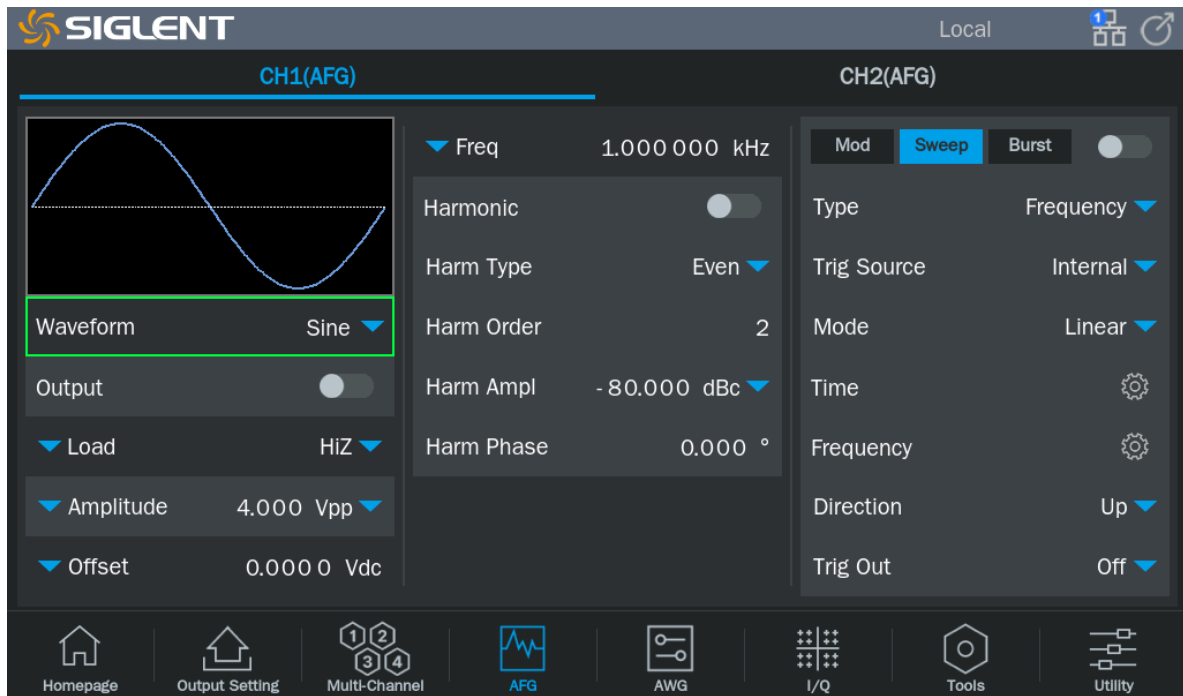 SIGLENT
Local
1
CH1(AFG)
CH2(AFG)
Waveform Sine
Output
Load HiZ
Amplitude 4.000 Vpp
Offset 0.0000 Vdc
Freq 1.000 000 kHz
Harmonic
Harm Type Even
Harm Order 2
Harm Ampl -80.000 dBc
Harm Phase 0.000 °
Mod Sweep Burst
Type Frequency
Trig Source Internal
Mode Linear
Time
Frequency
Direction Up
Trig Out Off
Homepage
Output Setting
1 2 3 4
Multi-Channel
AFG
AWG
I/Q
Tools
Utility